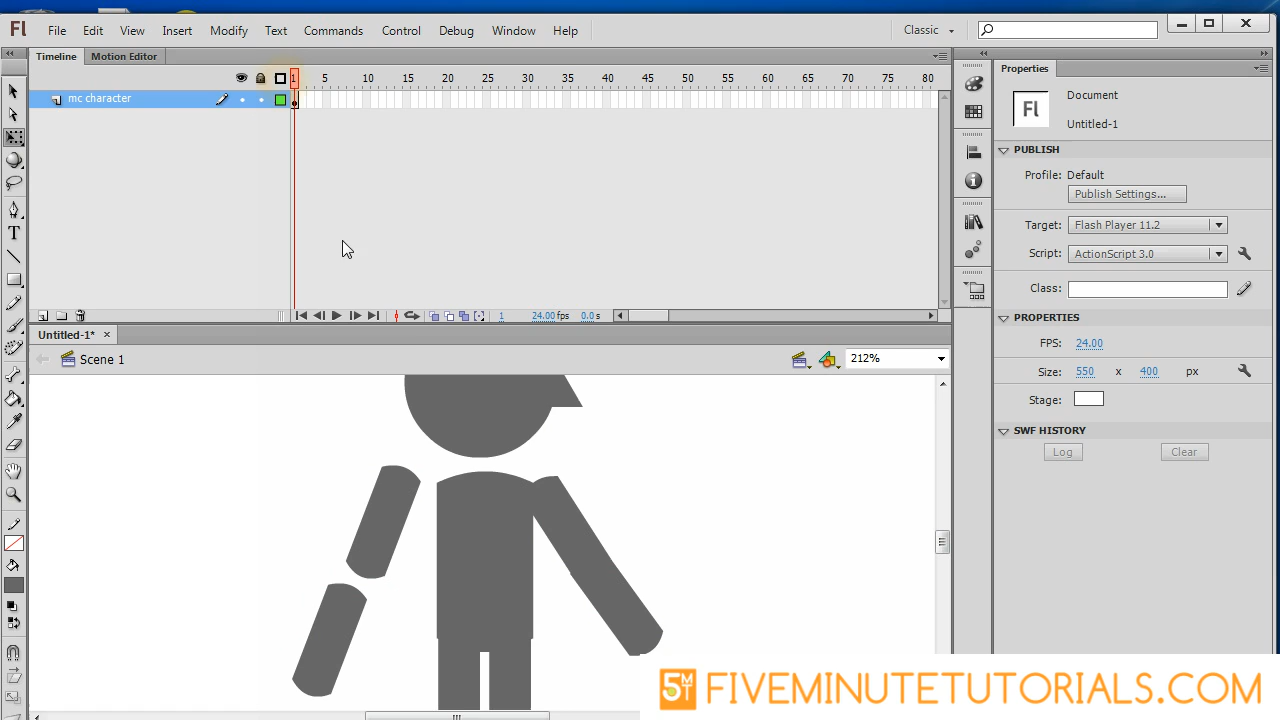 Fl File Edit View Insert Modify Text Commands Control Debug Window Help Classic
Timeline Motion Editor
1 5 10 15 20 25 30 35 40 45 50 55 60 65 70 75 80
mc character
1 24.00 fps 0.0 s
Untitled-1* ×
Scene 1 212%
T
Properties
Fl
Document
Untitled-1
PUBLISH
Profile: Default
Publish Settings...
Target: Flash Player 11.2
Script: ActionScript 3.0
Class:
PROPERTIES
FPS: 24.00
Size: 550 x 400 px
Stage:
SWF HISTORY
Log Clear
5MT FIVEMINUTETUTORIALS.COM